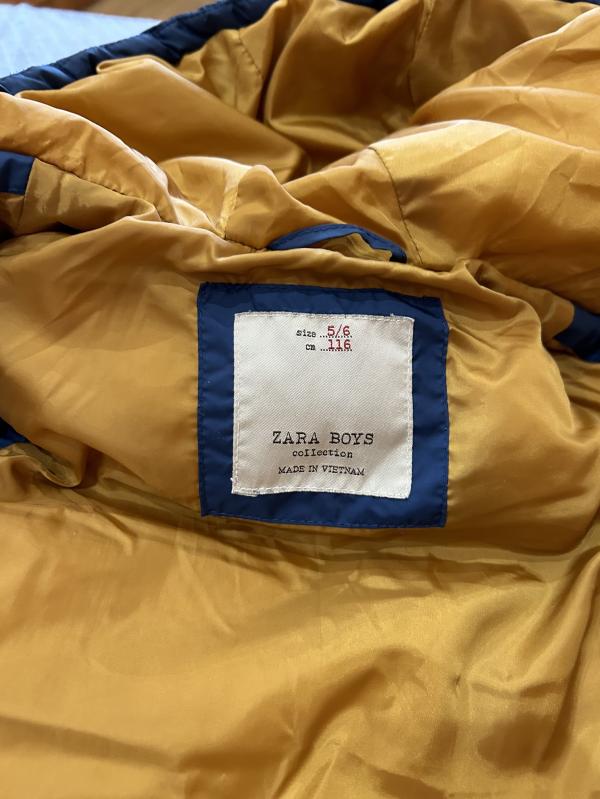 size ...5/6...
cm ...116...
ZARA BOYS
collection
MADE IN VIETNAM